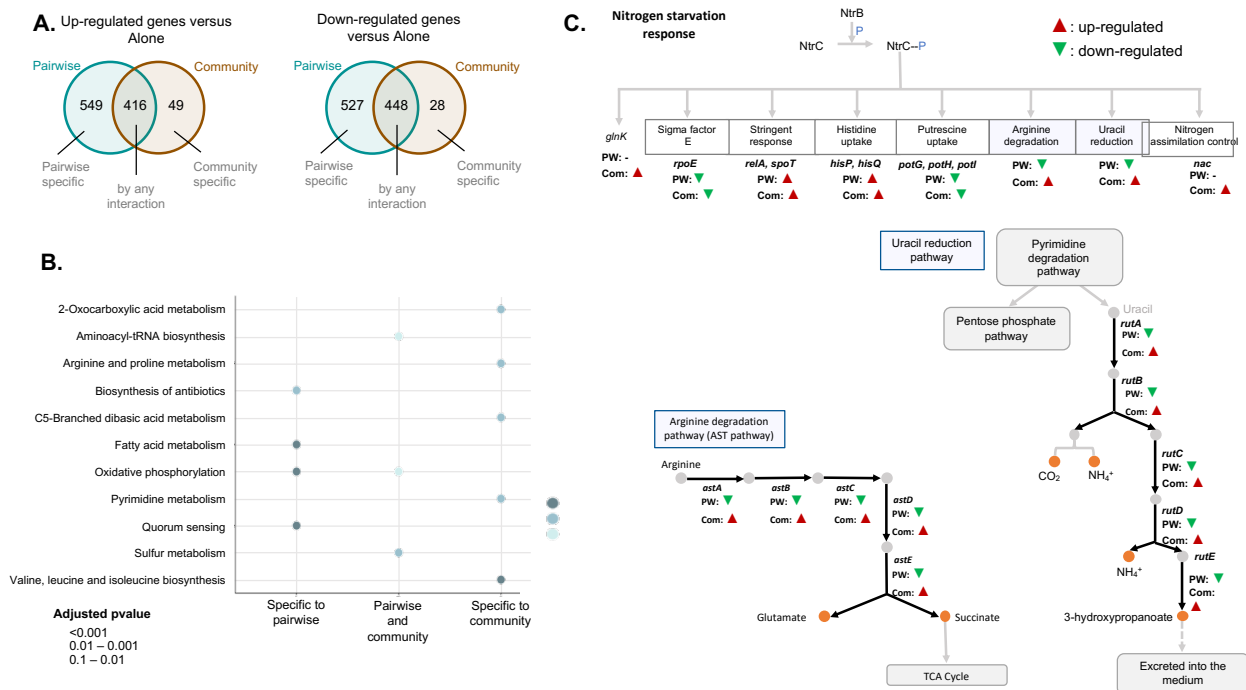 A.
Up-regulated genes versus
Alone
Pairwise
Community
549
416
49
Pairwise
specific
by any
interaction
Community
specific
Down-regulated genes
versus Alone
Pairwise
Community
527
448
28
Pairwise
specific
by any
interaction
Community
specific
B.
2-Oxocarboxylic acid metabolism
Aminoacyl-tRNA biosynthesis
Arginine and proline metabolism
Biosynthesis of antibiotics
C5-Branched dibasic acid metabolism
Fatty acid metabolism
Oxidative phosphorylation
Pyrimidine metabolism
Quorum sensing
Sulfur metabolism
Valine, leucine and isoleucine biosynthesis
Specific to
pairwise
Pairwise
and
community
Specific to
community
Adjusted pvalue
<0.001
0.01 – 0.001
0.1 – 0.01
C.
Nitrogen starvation
response
NtrB
P
NtrC
NtrC--P
: up-regulated
: down-regulated
glnK
PW: -
Com:
Sigma factor
E
rpoE
PW:
Com:
Stringent
response
relA, spoT
PW:
Com:
Histidine
uptake
hisP, hisQ
PW:
Com:
Putrescine
uptake
potG, potH, potI
PW:
Com:
Arginine
degradation
PW:
Com:
Uracil
reduction
PW:
Com:
Nitrogen
assimilation control
nac
PW: -
Com:
Uracil reduction
pathway
Pyrimidine
degradation
pathway
Pentose phosphate
pathway
Uracil
rutA
PW:
Com:
rutB
PW:
Com:
CO2
NH4+
rutC
PW:
Com:
rutD
PW:
Com:
NH4+
rutE
PW:
Com:
3-hydroxypropanoate
Excreted into the
medium
Arginine degradation
pathway (AST pathway)
Arginine
astA
PW:
Com:
astB
PW:
Com:
astC
PW:
Com:
astD
PW:
Com:
astE
PW:
Com:
Glutamate
Succinate
TCA Cycle